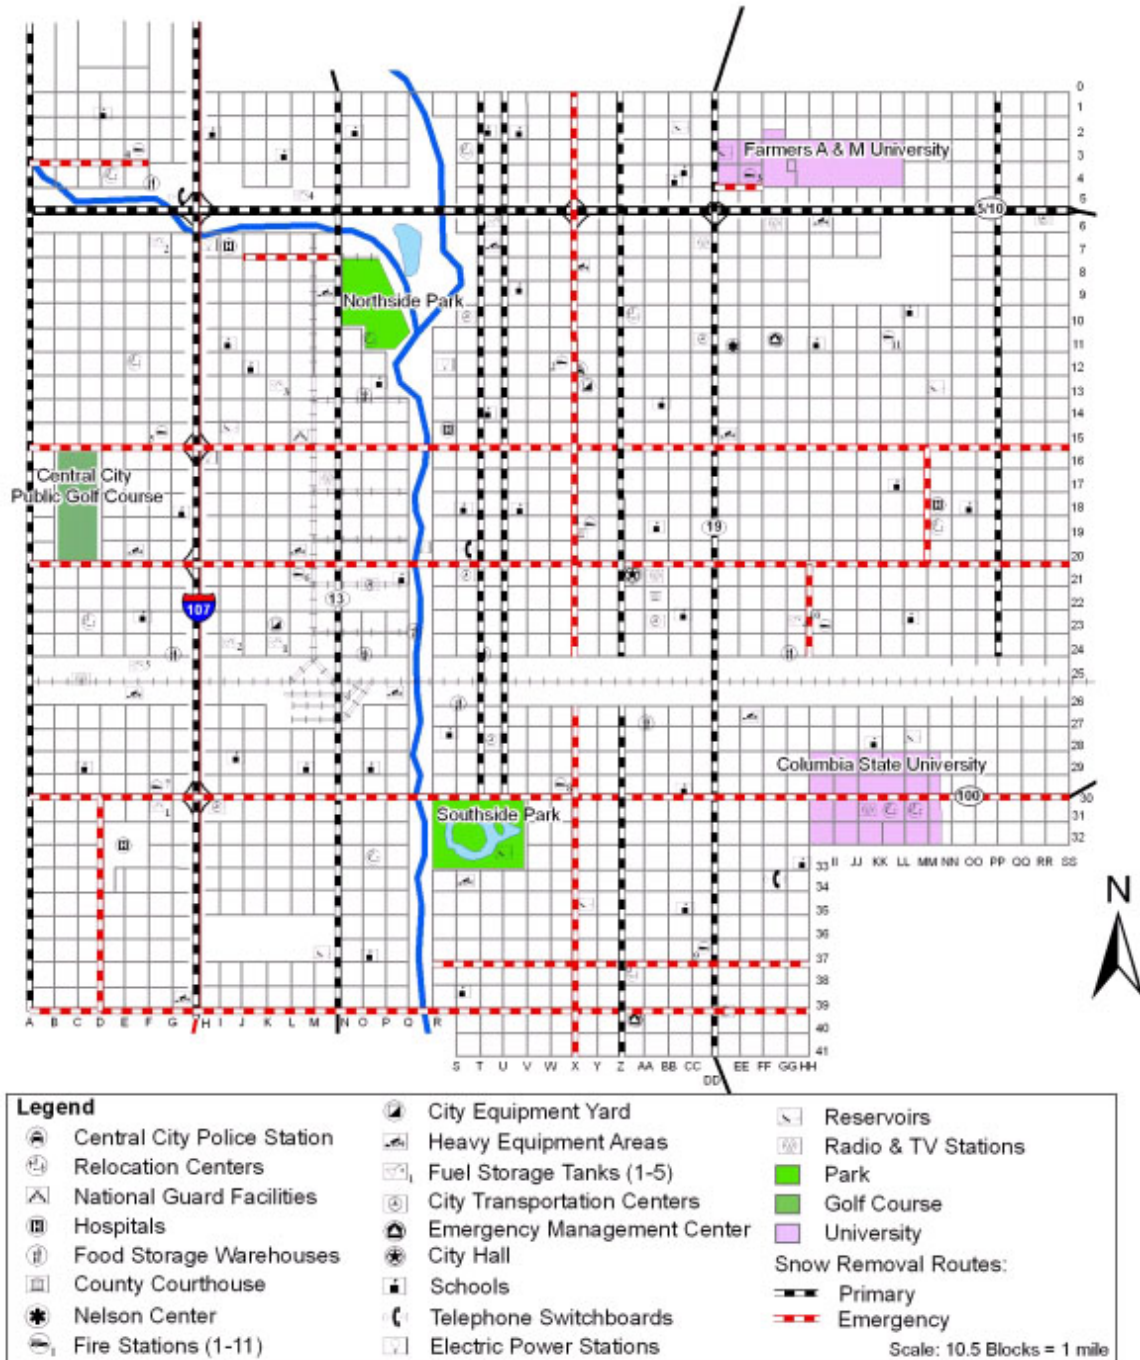 0
1
2
3
4
5
6
7
8
9
10
11
12
13
14
15
16
17
18
19
20
21
22
23
24
25
26
27
28
29
30
31
32
Farmers A & M University
5/10
Northside Park
Central City
Public Golf Course
19
107
13
Columbia State University
100
Southside Park
33 II JJ KK LL MM NN OO PP QQ RR SS
34
35
36
37
38
39
40
41
A B C D E F G H I J K L M N O P Q R
S T U V W X Y Z AA BB CC DD EE FF GG HH
N
Legend
Central City Police Station
Relocation Centers
National Guard Facilities
Hospitals
Food Storage Warehouses
County Courthouse
Nelson Center
Fire Stations (1-11)
City Equipment Yard
Heavy Equipment Areas
Fuel Storage Tanks (1-5)
City Transportation Centers
Emergency Management Center
City Hall
Schools
Telephone Switchboards
Electric Power Stations
Reservoirs
Radio & TV Stations
Park
Golf Course
University
Snow Removal Routes:
Primary
Emergency
Scale: 10.5 Blocks = 1 mile